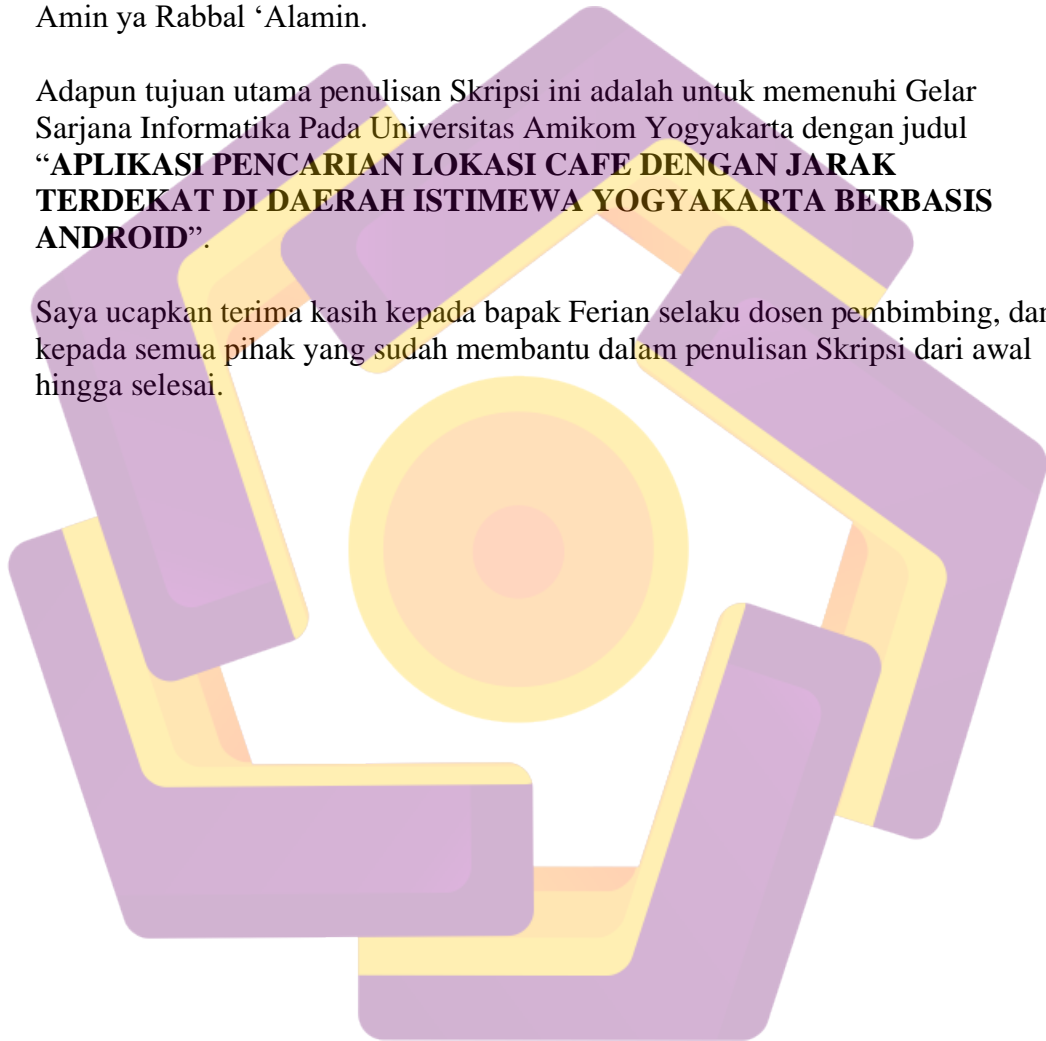 Amin ya Rabbal ‘Alamin.
Adapun tujuan utama penulisan Skripsi ini adalah untuk memenuhi Gelar
Sarjana Informatika Pada Universitas Amikom Yogyakarta dengan judul
“APLIKASI PENCARIAN LOKASI CAFE DENGAN JARAK
TERDEKAT DI DAERAH ISTIMEWA YOGYAKARTA BERBASIS
ANDROID”.
Saya ucapkan terima kasih kepada bapak Ferian selaku dosen pembimbing, dan
kepada semua pihak yang sudah membantu dalam penulisan Skripsi dari awal
hingga selesai.